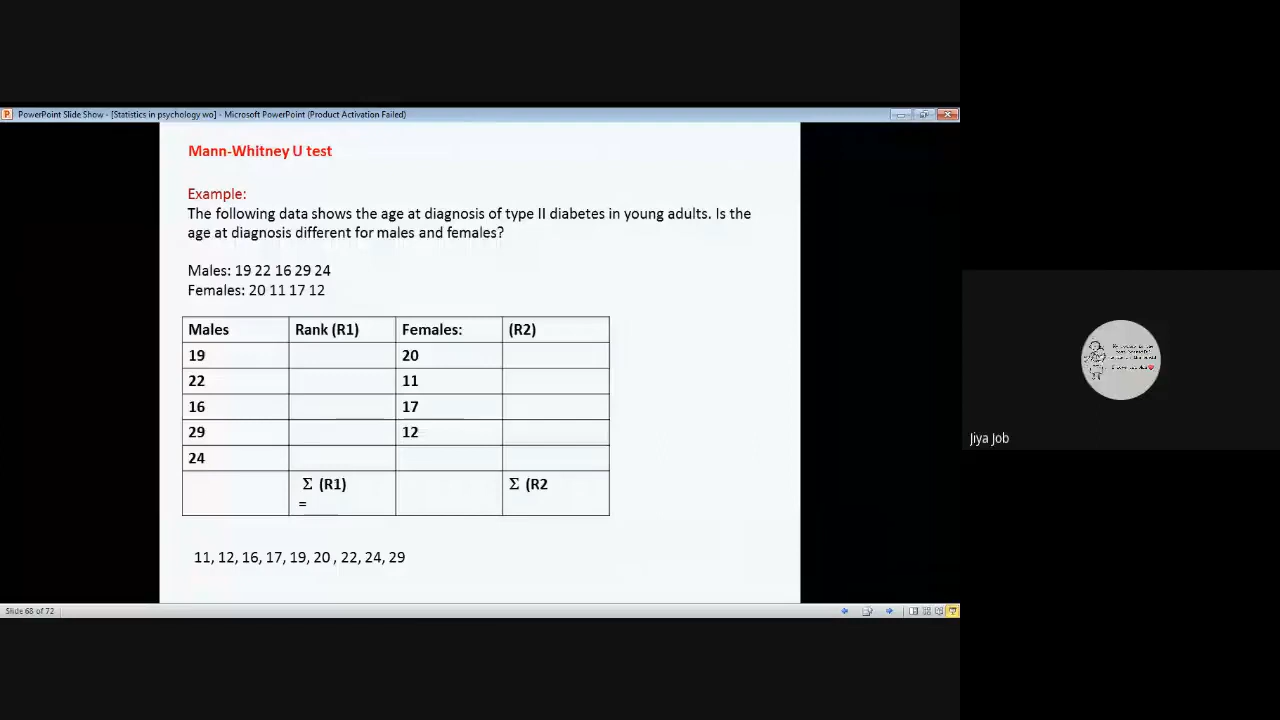 PowerPoint Slide Show - [Statistics in psychology wo] - Microsoft PowerPoint (Product Activation Failed)
Mann-Whitney U test
Example:
The following data shows the age at diagnosis of type II diabetes in young adults. Is the
age at diagnosis different for males and females?
Males: 19 22 16 29 24
Females: 20 11 17 12
Males Rank (R1) Females: (R2)
19 20
22 11
16 17
29 12
24
Σ (R1) Σ (R2
=
11, 12, 16, 17, 19, 20 , 22, 24, 29
Slide 68 of 72
Jiya Job